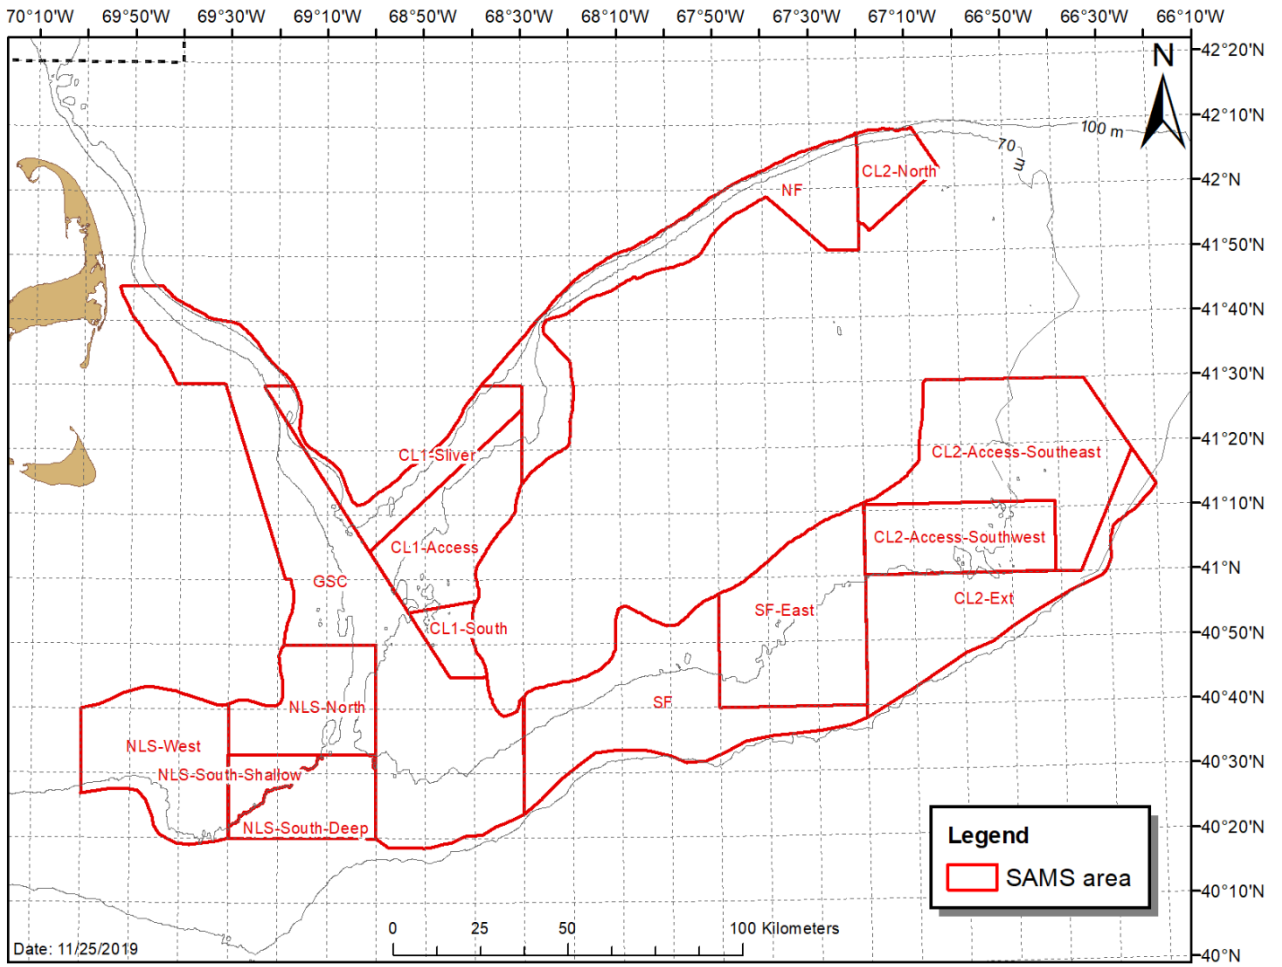 70°10'W 69°50'W 69°30'W 69°10'W 68°50'W 68°30'W 68°10'W 67°50'W 67°30'W 67°10'W 66°50'W 66°30'W 66°10'W
42°20'N
N
42°10'N
100 m
70 m
CL2-North
42°N
NF
41°50'N
41°40'N
41°30'N
41°20'N
CL1-Sliver
CL2-Access-Southeast
41°10'N
CL1-Access
CL2-Access-Southwest
41°N
GSC
CL2-Ext
SF-East
CL1-South
40°50'N
SF
40°40'N
NLS-North
NLS-West
40°30'N
NLS-South-Shallow
NLS-South-Deep
40°20'N
Legend
SAMS area
40°10'N
0 25 50 100 Kilometers
Date: 11/25/2019
40°N